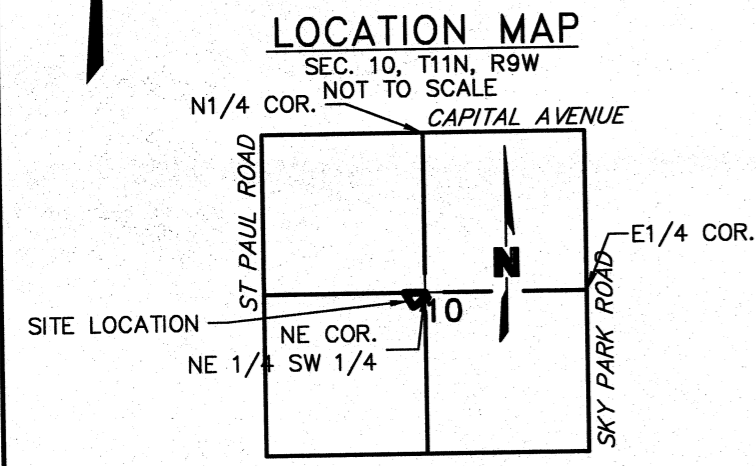 LOCATION MAP
SEC. 10, T11N, R9W
NOT TO SCALE
N1/4 COR.
CAPITAL AVENUE
ST PAUL ROAD
N
E1/4 COR.
SITE LOCATION
10
NE COR.
NE 1/4 SW 1/4
SKY PARK ROAD